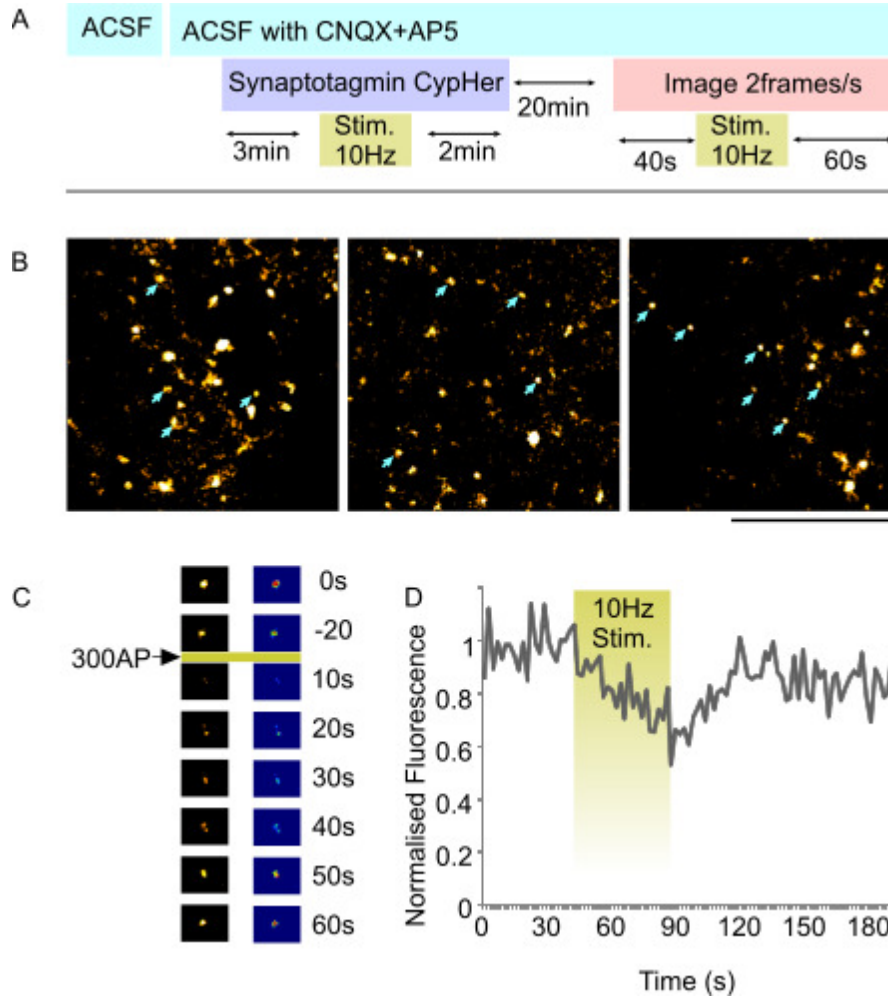 A
ACSF
ACSF with CNQX+AP5
Synaptotagmin CypHer
20min
Image 2frames/s
3min
Stim.
10Hz
2min
40s
Stim.
10Hz
60s
B
C
0s
-20
300AP
10s
20s
30s
40s
50s
60s
D
10Hz
Stim.
Normalised Fluorescence
1
0.8
0.6
0.4
0.2
0
0 30 60 90 120 150 180
Time (s)